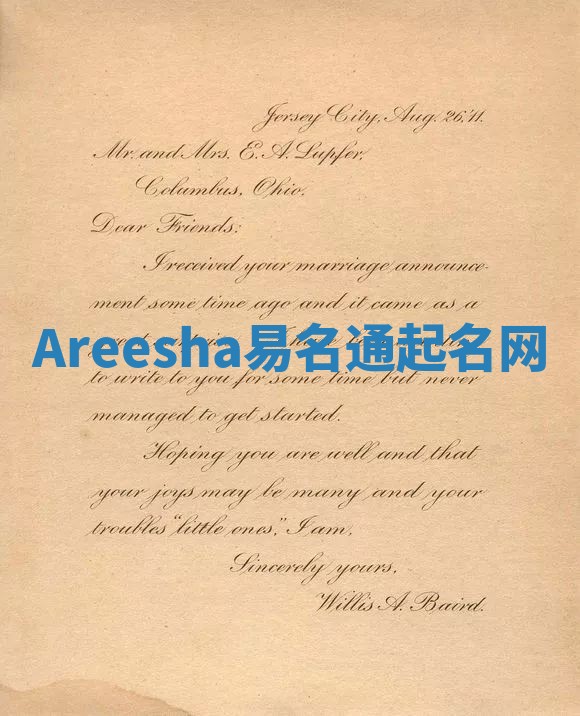 Jersey City, Aug. 26, '11.
Mr. and Mrs. E. A. Lupfer,
Columbus, Ohio.
Dear Friends:
I received your marriage announce-
ment some time ago and it came as a
Areesha易名通起名网
to write to you for some time but never
managed to get started.
Hoping you are well and that
your joys may be many and your
troubles "little ones," I am,
Sincerely yours,
Willis A. Baird.